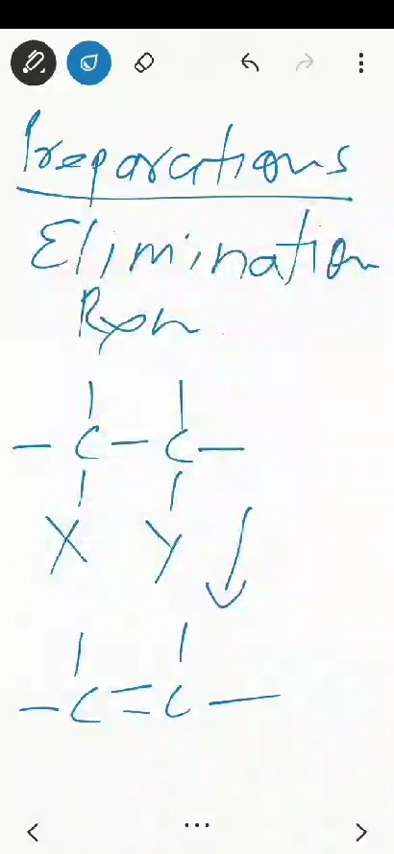 Preparations
Elimination
Rxn
— C — C —
X Y
— C = C —